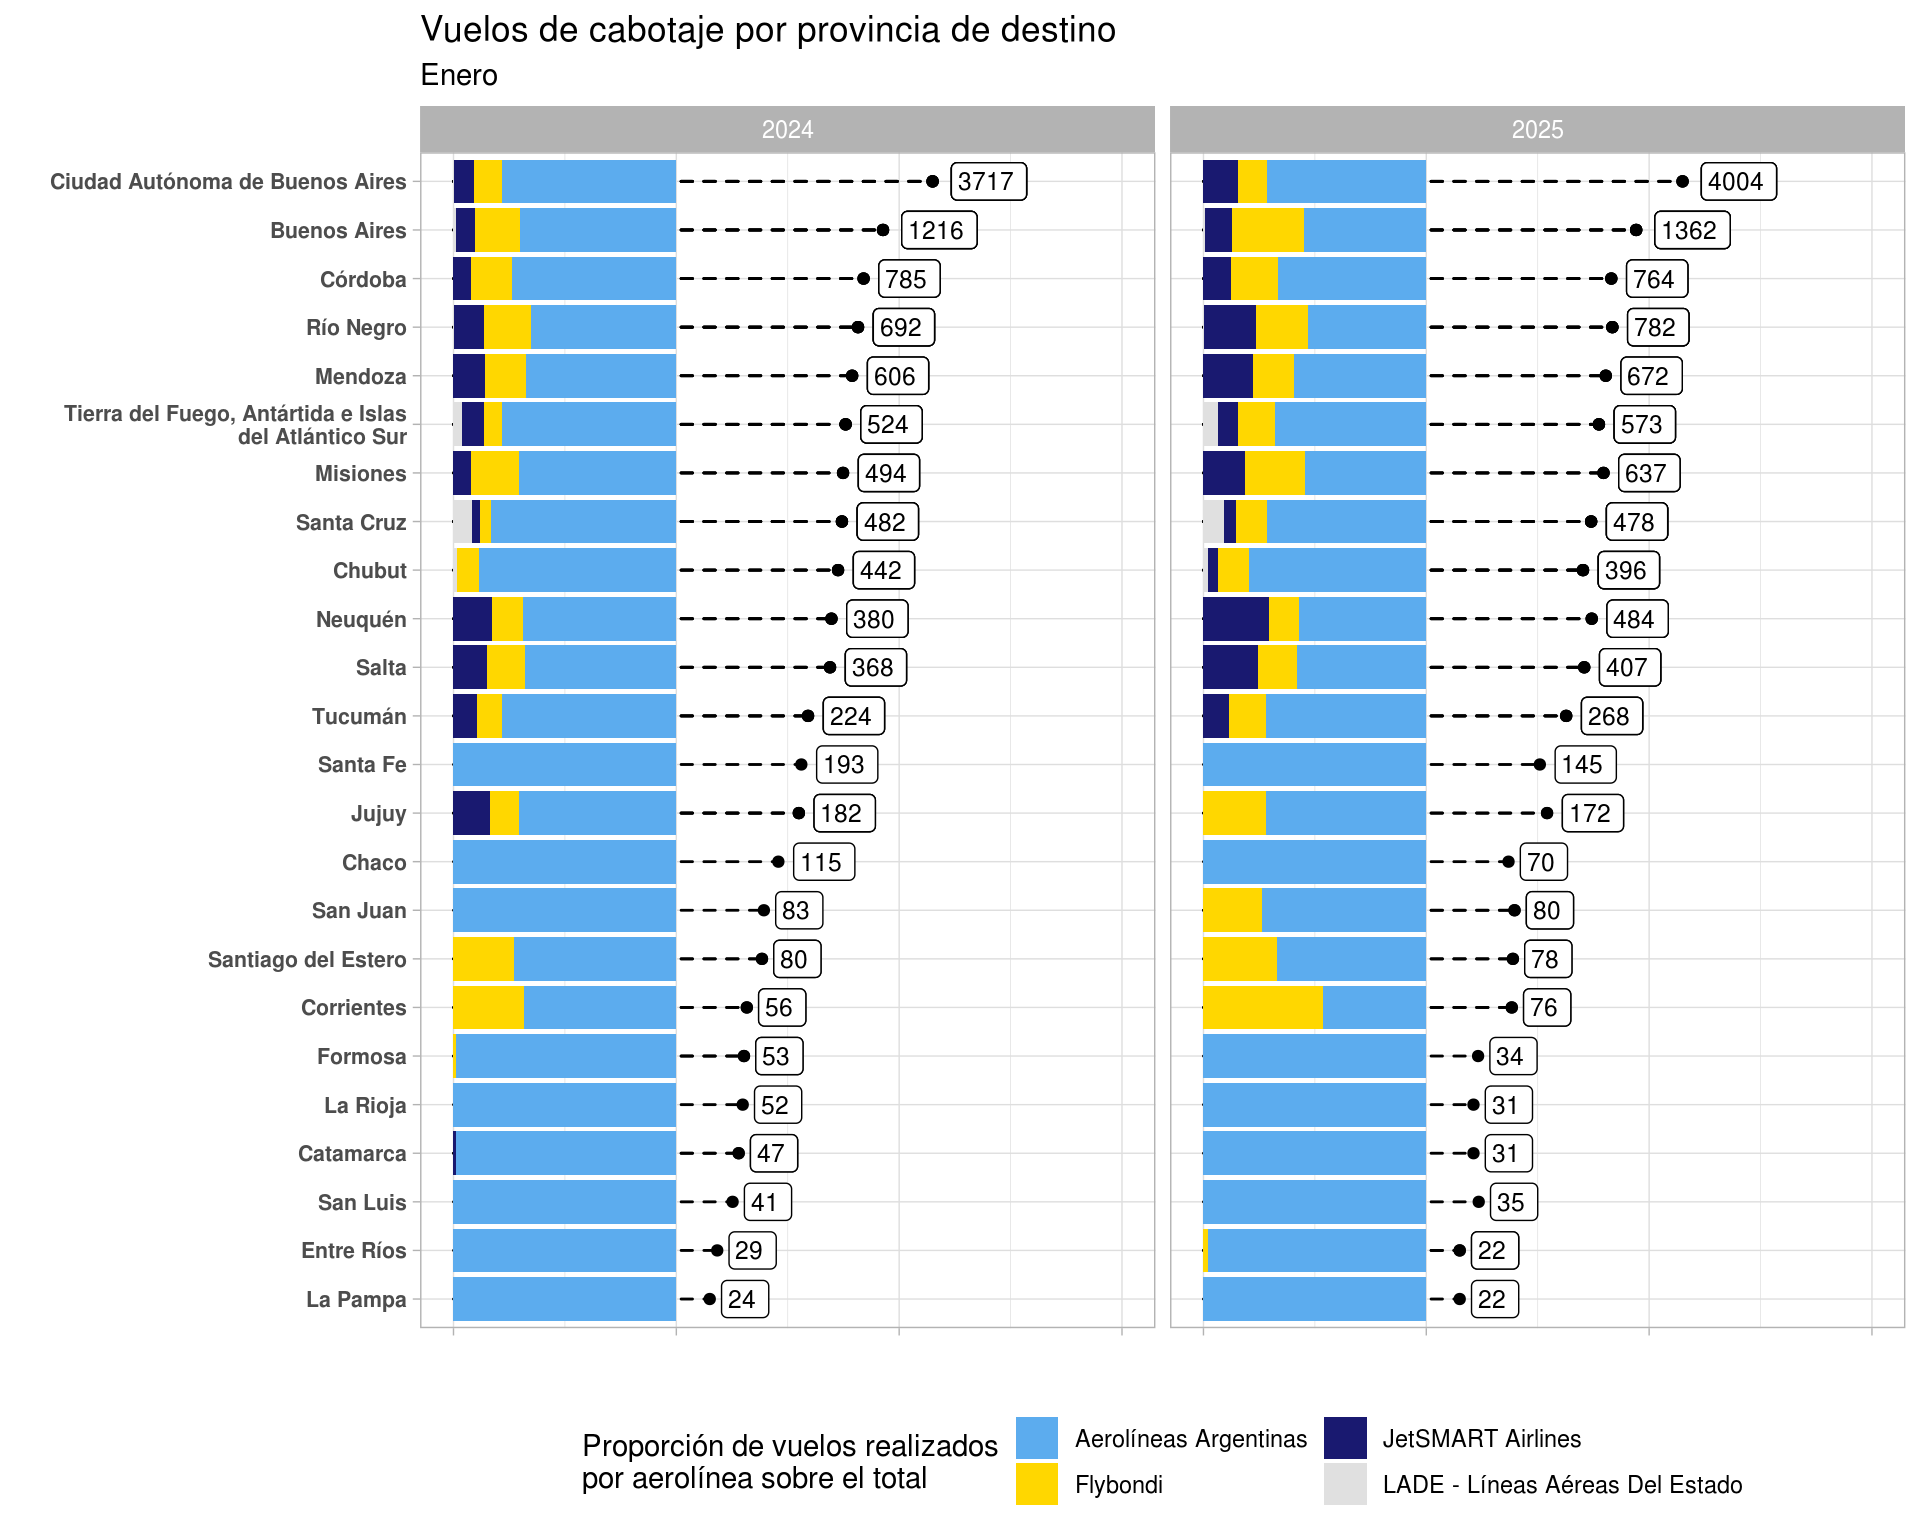 Vuelos de cabotaje por provincia de destino
Enero
2024
2025
Ciudad Autónoma de Buenos Aires 3717 4004
Buenos Aires 1216 1362
Córdoba 785 764
Río Negro 692 782
Mendoza 606 672
Tierra del Fuego, Antártida e Islas
del Atlántico Sur 524 573
Misiones 494 637
Santa Cruz 482 478
Chubut 442 396
Neuquén 380 484
Salta 368 407
Tucumán 224 268
Santa Fe 193 145
Jujuy 182 172
Chaco 115 70
San Juan 83 80
Santiago del Estero 80 78
Corrientes 56 76
Formosa 53 34
La Rioja 52 31
Catamarca 47 31
San Luis 41 35
Entre Ríos 29 22
La Pampa 24 22
Proporción de vuelos realizados
por aerolínea sobre el total
Aerolíneas Argentinas
Flybondi
JetSMART Airlines
LADE - Líneas Aéreas Del Estado